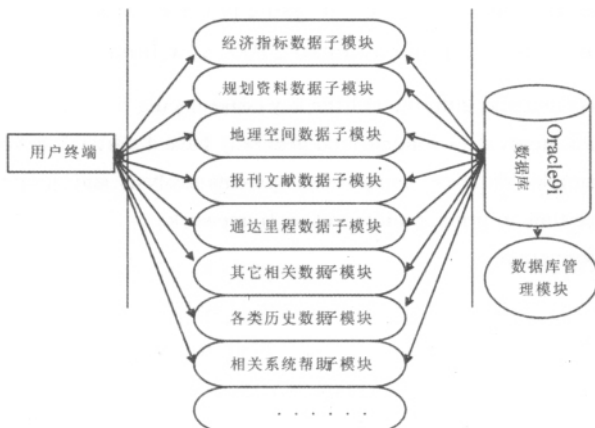 经济指标数据子模块
规划资料数据子模块
地理空间数据子模块
报刊文献数据子模块
通达里程数据子模块
其它相关数据子模块
各类历史数据子模块
相关系统帮助子模块
......
用户终端
Oracle9i
数据库
数据库管
理模块